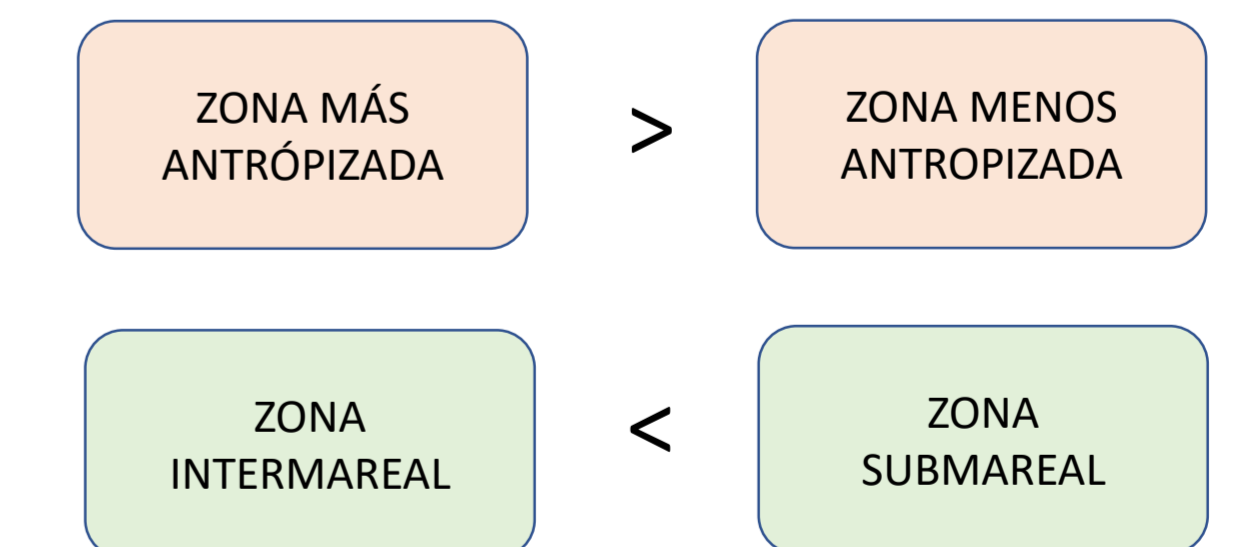 ZONA MÁS
ANTRÓPIZADA
>
ZONA MENOS
ANTROPIZADA
ZONA
INTERMAREAL
<
ZONA
SUBMAREAL